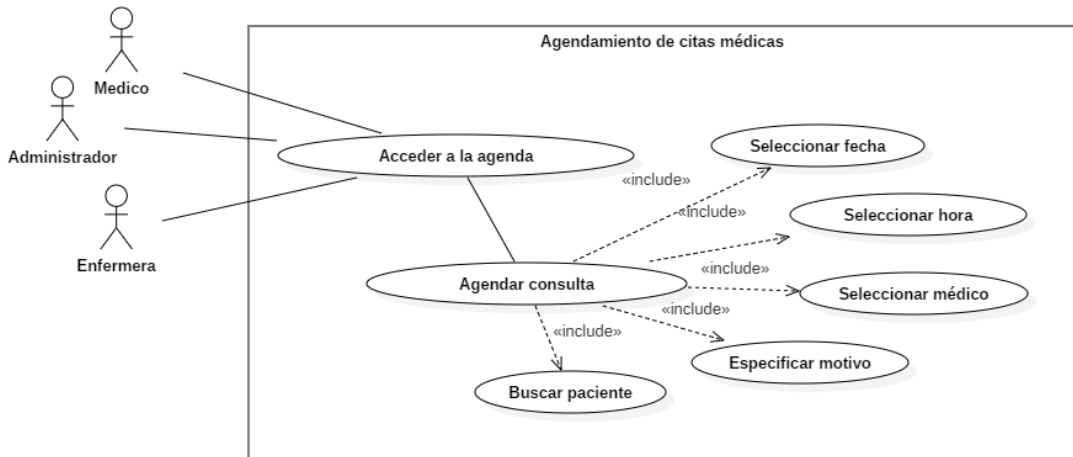 Agendamiento de citas médicas
Medico
Administrador
Enfermera
Acceder a la agenda
Seleccionar fecha
«include»
«include»
Seleccionar hora
«include»
Agendar consulta
Seleccionar médico
«include»
«include»
Especificar motivo
Buscar paciente